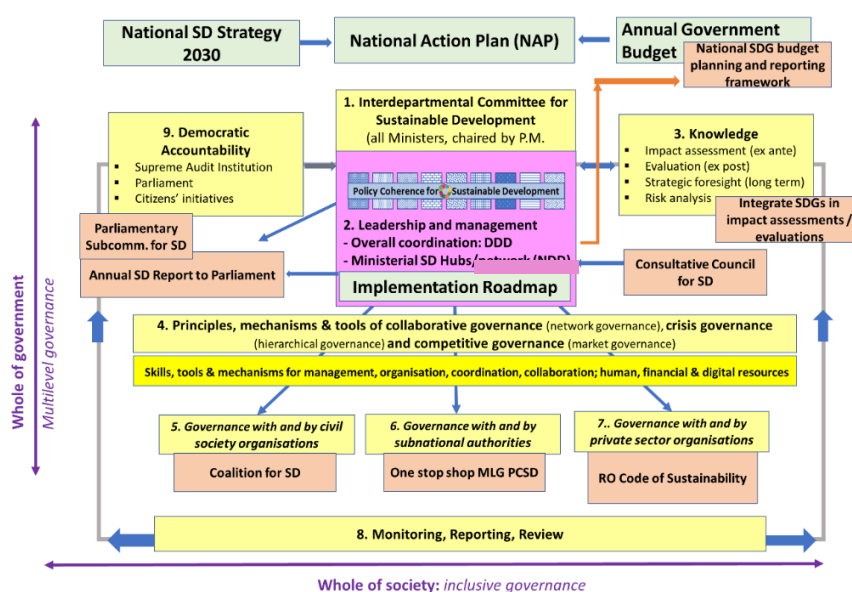 National SD Strategy
2030
National Action Plan (NAP)
Annual Government
Budget
National SDG budget
planning and reporting
framework
1. Interdepartmental Committee for
Sustainable Development
(all Ministers, chaired by P.M.
9. Democratic
Accountability
▪ Supreme Audit Institution
▪ Parliament
▪ Citizens' initiatives
3. Knowledge
▪ Impact assessment (ex ante)
▪ Evaluation (ex post)
▪ Strategic foresight (long term)
▪ Risk analysis
Policy Coherence for Sustainable Development
Integrate SDGs in
impact assessments /
evaluations
Parliamentary
Subcomm. for SD
2. Leadership and management
- Overall coordination: DDD
- Ministerial SD Hubs/network (NDD)
Annual SD Report to Parliament
Consultative Council
for SD
Implementation Roadmap
4. Principles, mechanisms & tools of collaborative governance (network governance), crisis governance
(hierarchical governance) and competitive governance (market governance)
Skills, tools & mechanisms for management, organisation, coordination, collaboration; human, financial & digital resources
5. Governance with and by civil
society organisations
6. Governance with and by
subnational authorities
7.. Governance with and by
private sector organisations
Coalition for SD
One stop shop MLG PCSD
RO Code of Sustainability
8. Monitoring, Reporting, Review
Whole of government
Multilevel governance
Whole of society: inclusive governance